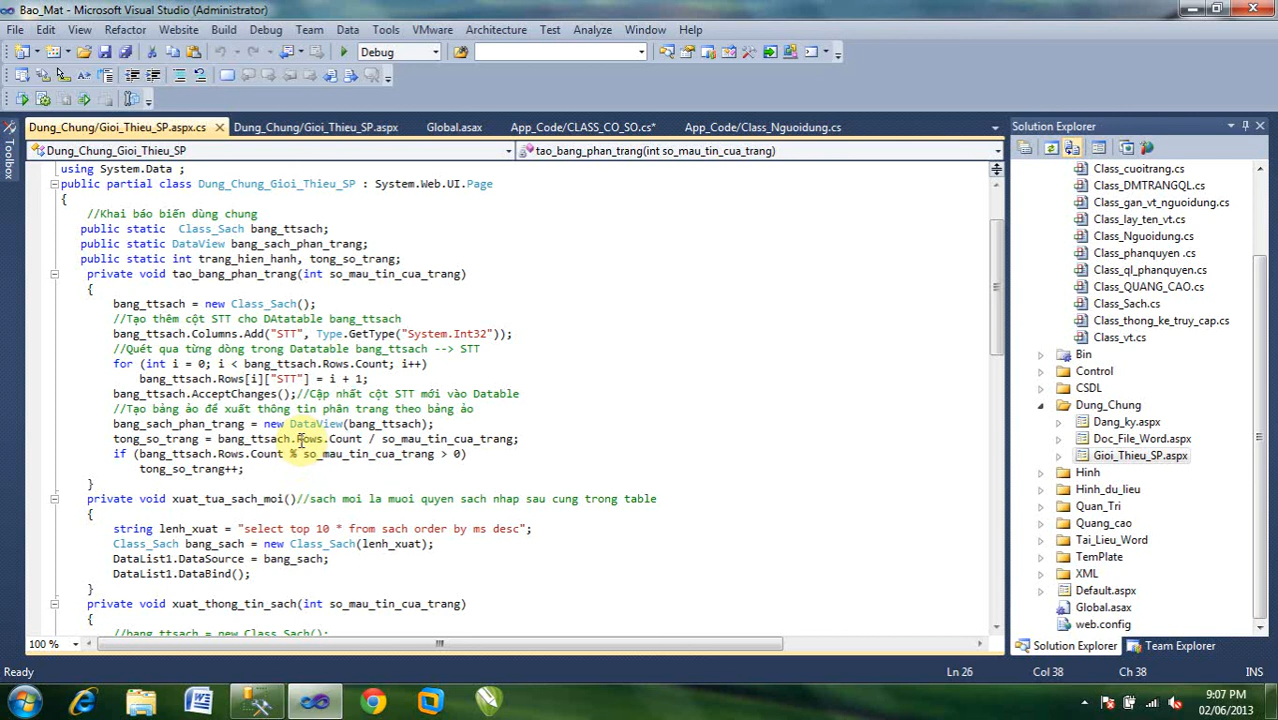 Bao_Mat - Microsoft Visual Studio (Administrator)
File Edit View Refactor Website Build Debug Team Data Tools VMware Architecture Test Analyze Window Help
Debug
Dung_Chung/Gioi_Thieu_SP.aspx.cs Dung_Chung/Gioi_Thieu_SP.aspx Global.asax App_Code/CLASS_CO_SO.cs* App_Code/Class_Nguoidung.cs
Dung_Chung_Gioi_Thieu_SP tao_bang_phan_trang(int so_mau_tin_cua_trang)
Toolbox
using System.Data ;
public partial class Dung_Chung_Gioi_Thieu_SP : System.Web.UI.Page
{
//Khai báo biến dùng chung
public static Class_Sach bang_ttsach;
public static DataView bang_sach_phan_trang;
public static int trang_hien_hanh, tong_so_trang;
private void tao_bang_phan_trang(int so_mau_tin_cua_trang)
{
bang_ttsach = new Class_Sach();
//Tạo thêm cột STT cho DAtatable bang_ttsach
bang_ttsach.Columns.Add("STT", Type.GetType("System.Int32"));
//Quét qua từng dòng trong Datatable bang_ttsach --> STT
for (int i = 0; i < bang_ttsach.Rows.Count; i++)
bang_ttsach.Rows[i]["STT"] = i + 1;
bang_ttsach.AcceptChanges();//Cập nhất cột STT mới vào Datable
//Tạo bảng ảo để xuất thông tin phân trang theo bảng ảo
bang_sach_phan_trang = new DataView(bang_ttsach);
tong_so_trang = bang_ttsach.Rows.Count / so_mau_tin_cua_trang;
if (bang_ttsach.Rows.Count % so_mau_tin_cua_trang > 0)
tong_so_trang++;
}
private void xuat_tua_sach_moi()//sach moi la muoi quyen sach nhap sau cung trong table
{
string lenh_xuat = "select top 10 * from sach order by ms desc";
Class_Sach bang_sach = new Class_Sach(lenh_xuat);
DataList1.DataSource = bang_sach;
DataList1.DataBind();
}
private void xuat_thong_tin_sach(int so_mau_tin_cua_trang)
{
//bang_ttsach = new Class_Sach();
100 %
Solution Explorer
Class_cuoitrang.cs
Class_DMTRANGQL.cs
Class_gan_vt_nguoidung.cs
Class_lay_ten_vt.cs
Class_Nguoidung.cs
Class_phanquyen .cs
Class_ql_phanquyen.cs
Class_QUANG_CAO.cs
Class_Sach.cs
Class_thong_ke_truy_cap.cs
Class_vt.cs
Bin
Control
CSDL
Dung_Chung
Dang_ky.aspx
Doc_File_Word.aspx
Gioi_Thieu_SP.aspx
Hinh
Hinh_du_lieu
Quan_Tri
Quang_cao
Tai_Lieu_Word
TemPlate
XML
Default.aspx
Global.asax
web.config
Solution Explorer Team Explorer
Ready Ln 26 Col 38 Ch 38 INS
9:07 PM
02/06/2013